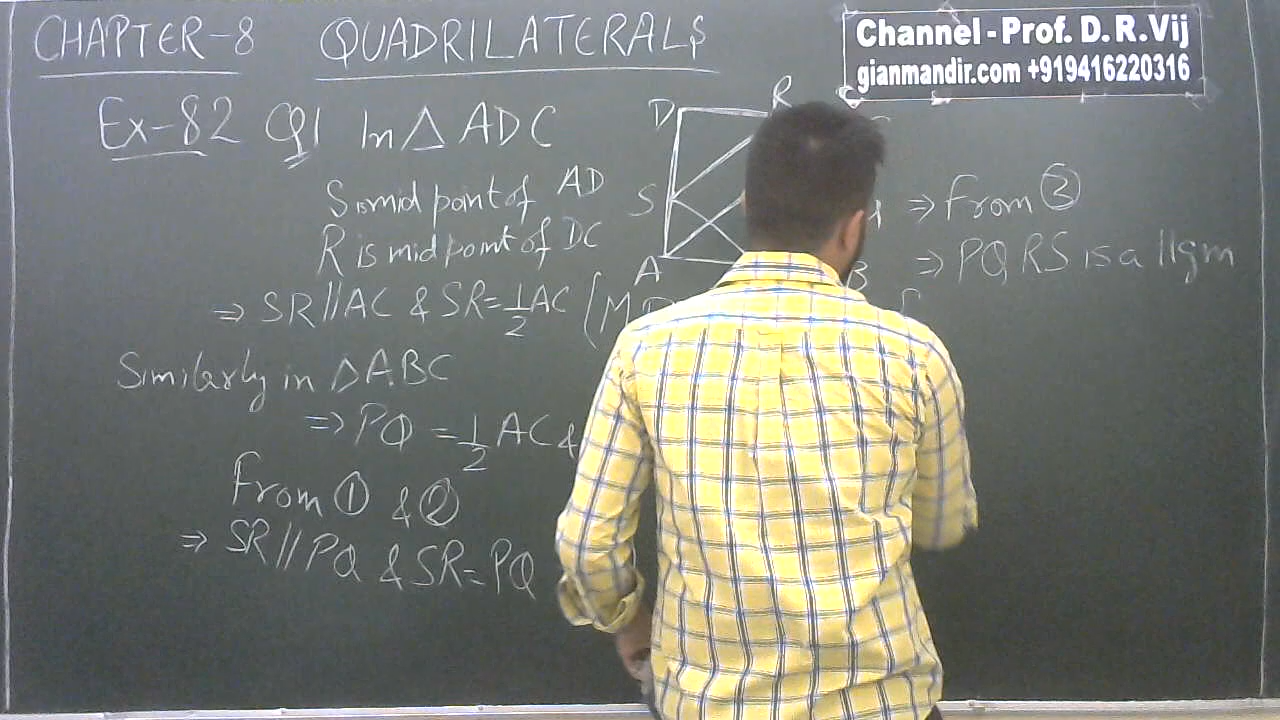 CHAPTER-8 QUADRILATERALS
Channel - Prof. D. R. Vij
gianmandir.com +919416220316
Ex-82 Q1 In △ ADC
S is mid point of AD
R is mid point of DC
⇒ SR || AC & SR = 1/2 AC (M
Similarly in △ ABC
⇒ PQ = 1/2 AC &
From ① & ②
⇒ SR || PQ & SR = PQ
D R
S
A B
⇒ From ③
⇒ PQRS is a ||gm